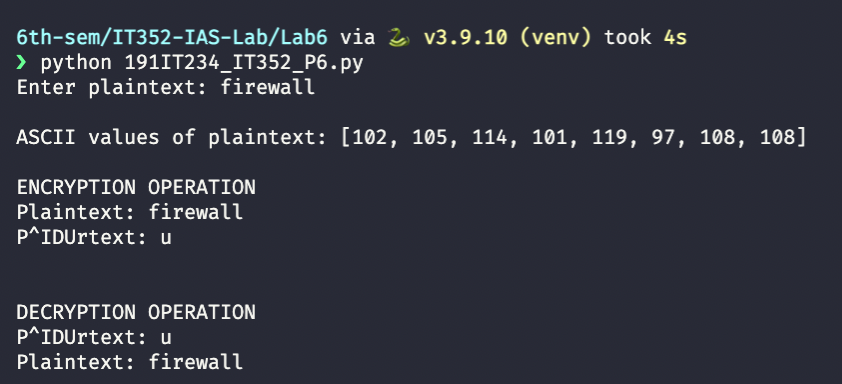 6th-sem/IT352-IAS-Lab/Lab6 via 🐍 v3.9.10 (venv) took 4s
❯ python 191IT234_IT352_P6.py
Enter plaintext: firewall
ASCII values of plaintext: [102, 105, 114, 101, 119, 97, 108, 108]
ENCRYPTION OPERATION
Plaintext: firewall
P^IDUrtext: u
DECRYPTION OPERATION
P^IDUrtext: u
Plaintext: firewall